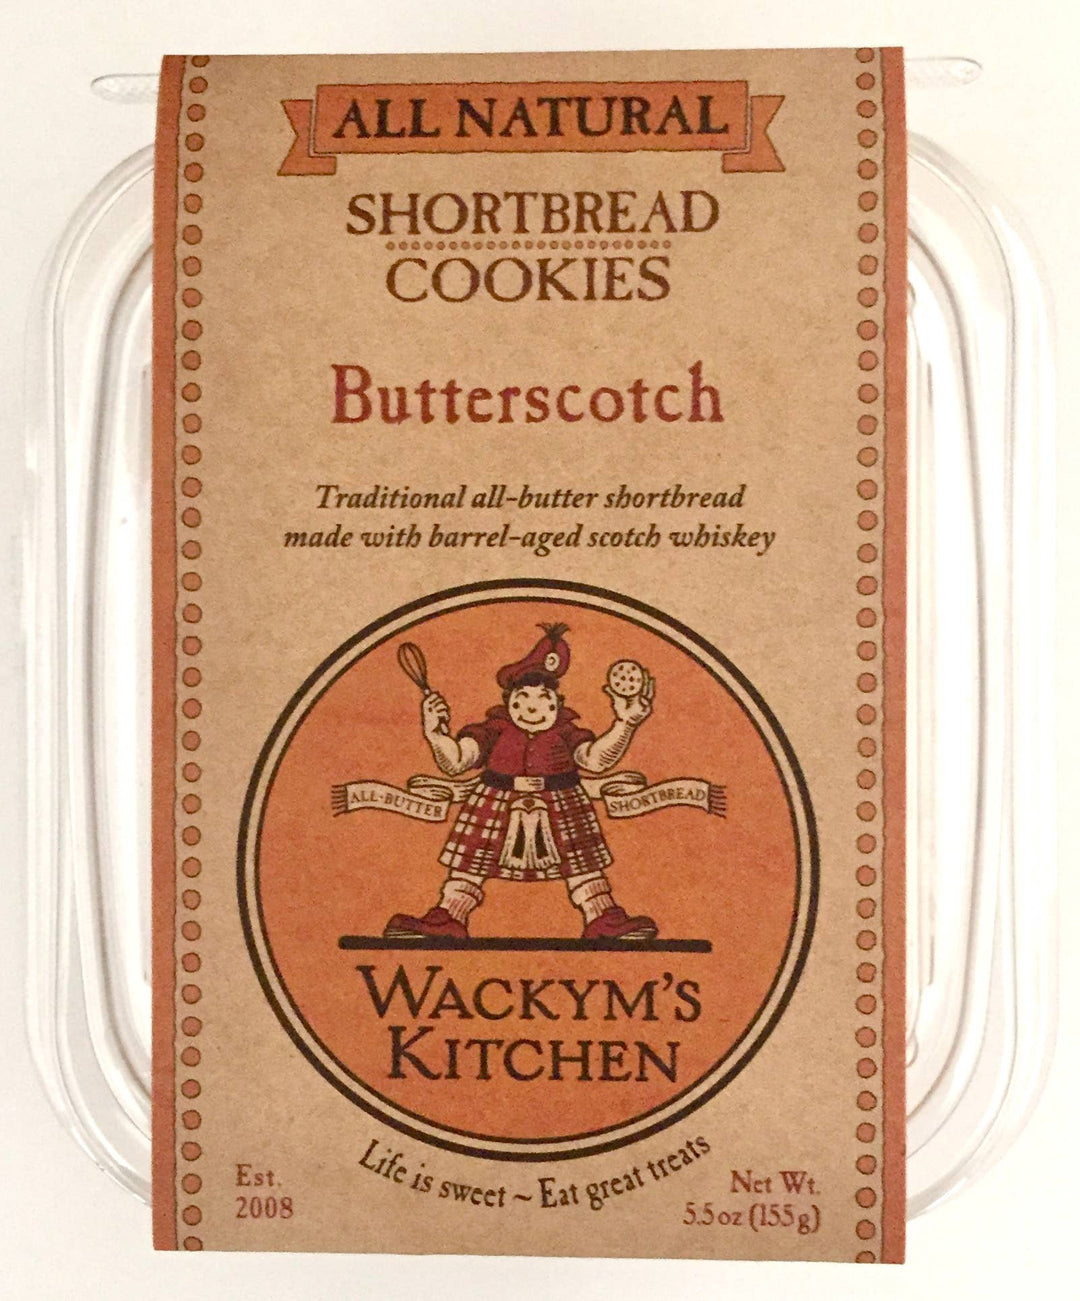 ALL NATURAL
SHORTBREAD
COOKIES
Butterscotch
Traditional all-butter shortbread
made with barrel-aged scotch whiskey
ALL-BUTTER
SHORTBREAD
WACKYM'S
KITCHEN
Life is sweet ~ Eat great treats
Est.
2008
Net Wt.
5.5 oz (155g)